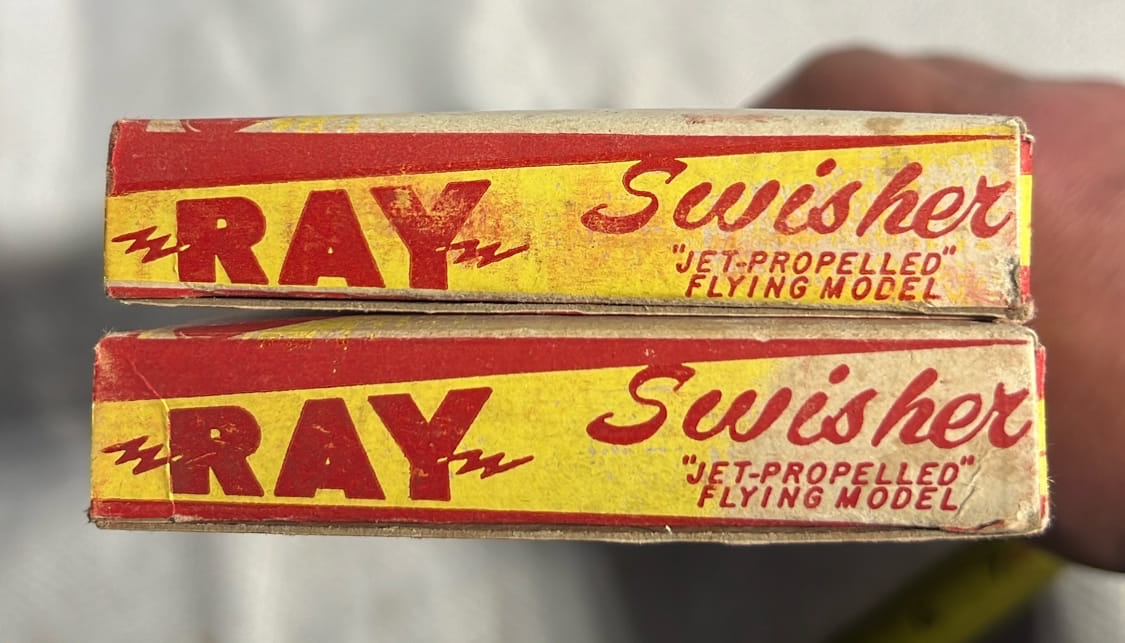 RAY Swisher
"JET-PROPELLED"
FLYING MODEL
RAY Swisher
"JET-PROPELLED"
FLYING MODEL